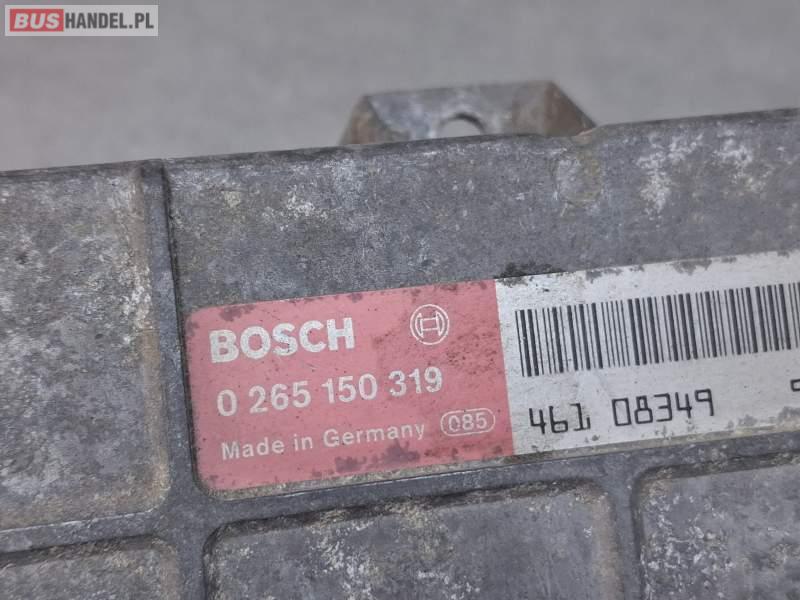 BUSHANDEL.PL
BOSCH
0 265 150 319
Made in Germany 085
461 08349